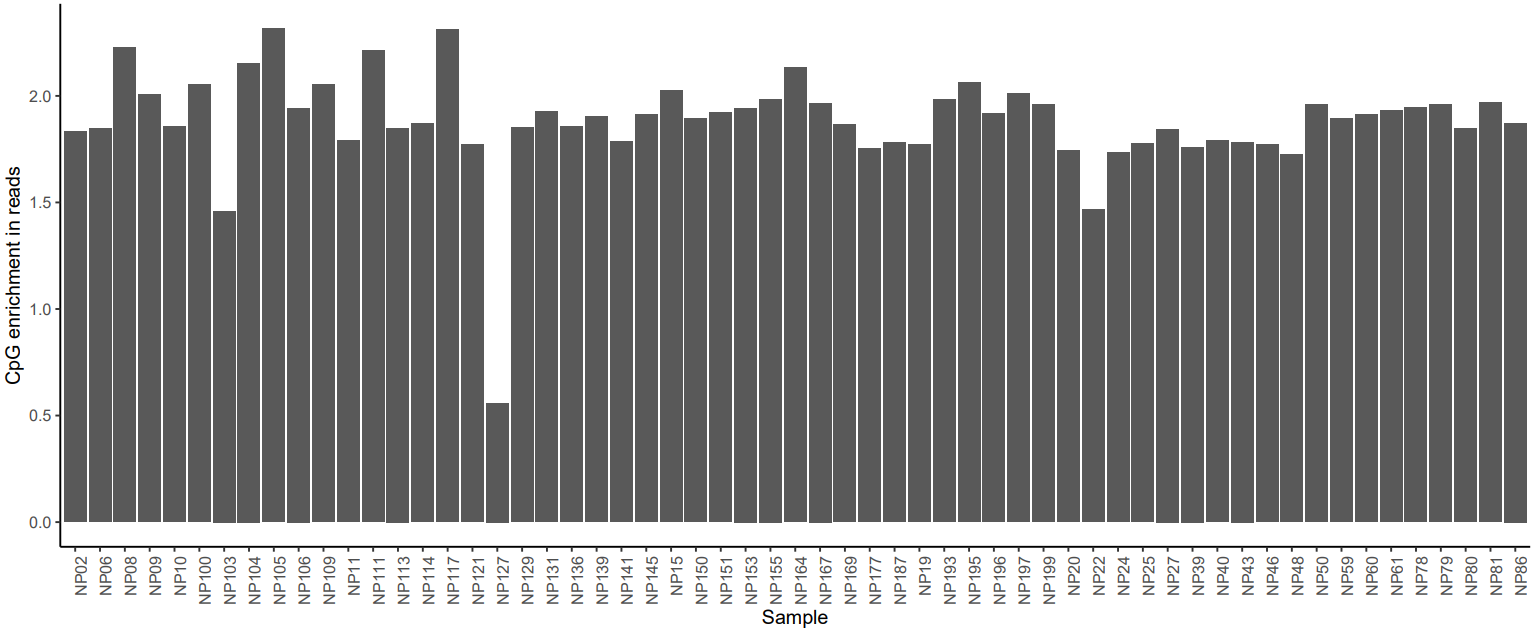 CpG enrichment in reads
2.0
1.5
1.0
0.5
0.0
NP02
NP06
NP08
NP09
NP10
NP100
NP103
NP104
NP105
NP106
NP109
NP11
NP111
NP113
NP114
NP117
NP121
NP127
NP129
NP131
NP136
NP139
NP141
NP145
NP15
NP150
NP151
NP153
NP155
NP164
NP167
NP169
NP177
NP187
NP19
NP193
NP195
NP196
NP197
NP199
NP20
NP22
NP24
NP25
NP27
NP39
NP40
NP43
NP46
NP48
NP50
NP59
NP60
NP61
NP78
NP79
NP80
NP81
NP86
Sample